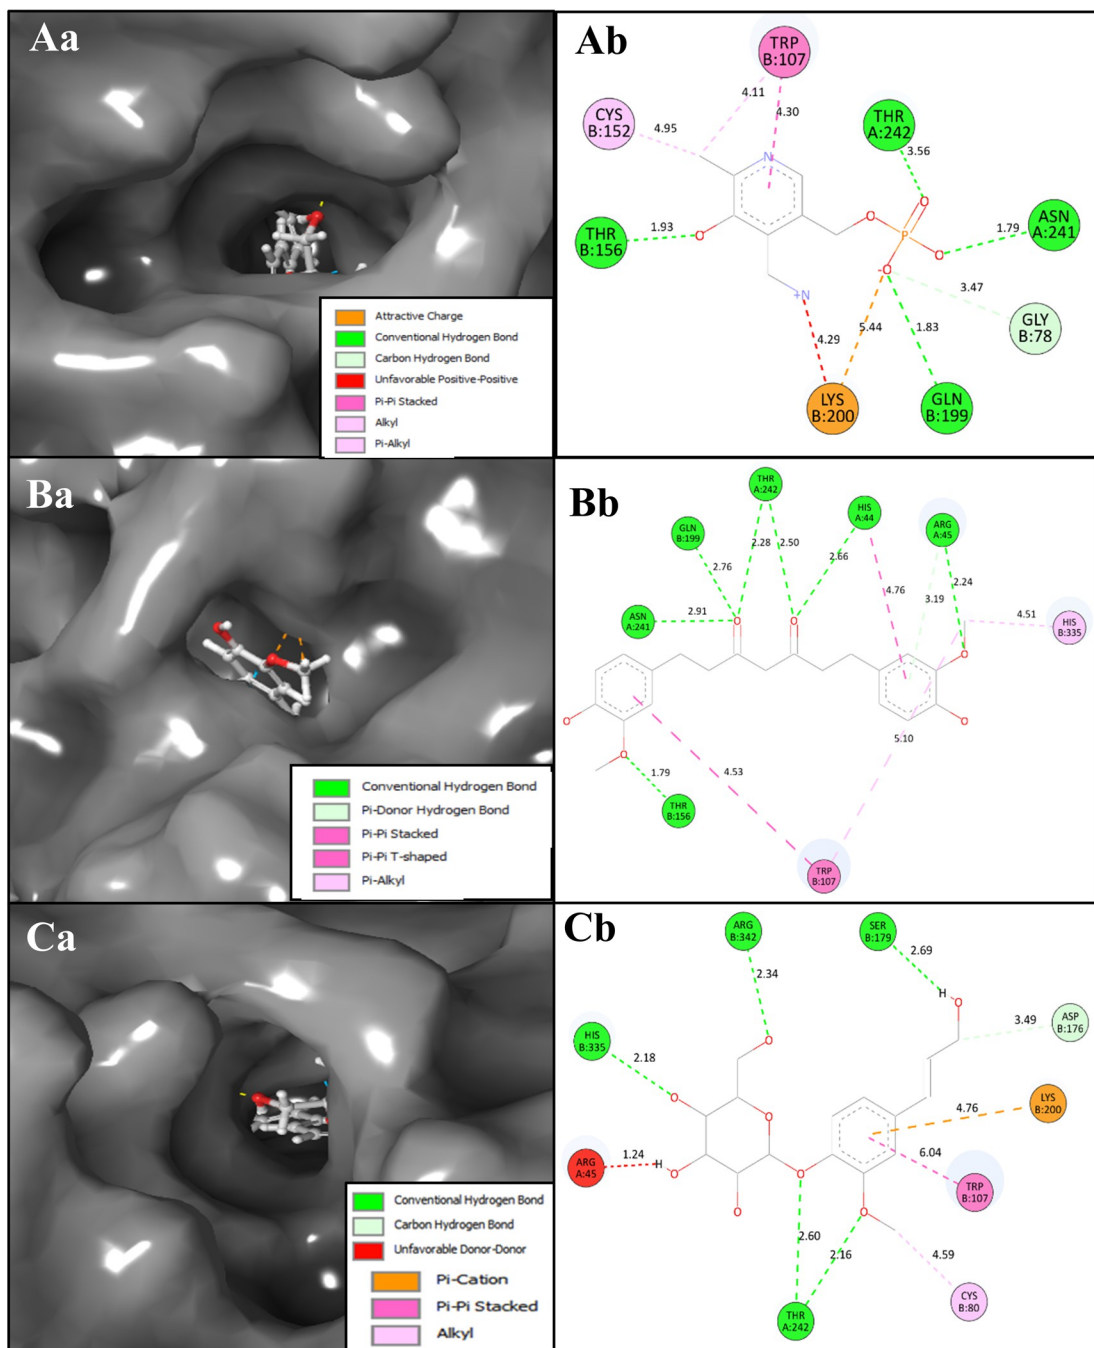 Aa
Attractive Charge
Conventional Hydrogen Bond
Carbon Hydrogen Bond
Unfavorable Positive-Positive
Pi-Pi Stacked
Alkyl
Pi-Alkyl
Ab
TRP
B:107
4.11
4.30
CYS
B:152
4.95
THR
A:242
3.56
N
THR
B:156
1.93
O
O
O
P
O
O
-
1.79
ASN
A:241
3.47
GLY
B:78
+N
4.29
5.44
1.83
LYS
B:200
GLN
B:199
Ba
Conventional Hydrogen Bond
Pi-Donor Hydrogen Bond
Pi-Pi Stacked
Pi-Pi T-shaped
Pi-Alkyl
Bb
THR
A:242
HIS
A:44
ARG
A:45
GLN
B:199
2.28
2.50
2.66
2.76
2.24
4.76
3.19
4.51
HIS
B:335
ASN
A:241
2.91
O
O
O
O
O
O
5.10
4.53
1.79
THR
B:156
TRP
B:107
Ca
Conventional Hydrogen Bond
Carbon Hydrogen Bond
Unfavorable Donor-Donor
Pi-Cation
Pi-Pi Stacked
Alkyl
Cb
ARG
B:342
SER
B:179
2.34
2.69
H
O
ASP
B:176
3.49
HIS
B:335
2.18
O
O
O
LYS
B:200
4.76
ARG
A:45
1.24
H
O
O
O
O
6.04
TRP
B:107
2.60
2.16
4.59
CYS
B:80
THR
A:242